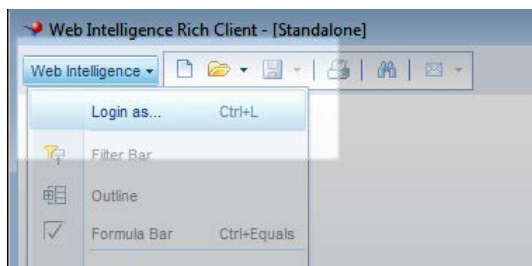 Web Intelligence Rich Client - [Standalone]
Web Intelligence
Login as... Ctrl+L
Filter Bar
Outline
Formula Bar Ctrl+Equals